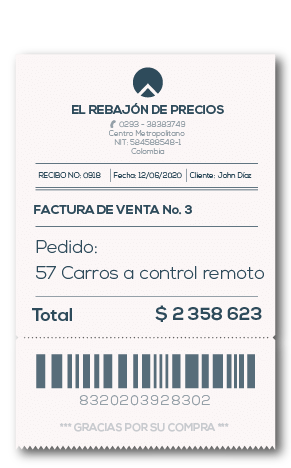 EL REBAJÓN DE PRECIOS
0293 - 38383749
Centro Metropolitano
NIT: 584588548-1
Colombia
RECIBO NO: 0918 Fecha: 12/06/2020 Cliente: John Díaz
FACTURA DE VENTA No. 3
Pedido:
57 Carros a control remoto
Total $ 2 358 623
8320203928302
*** GRACIAS POR SU COMPRA ***